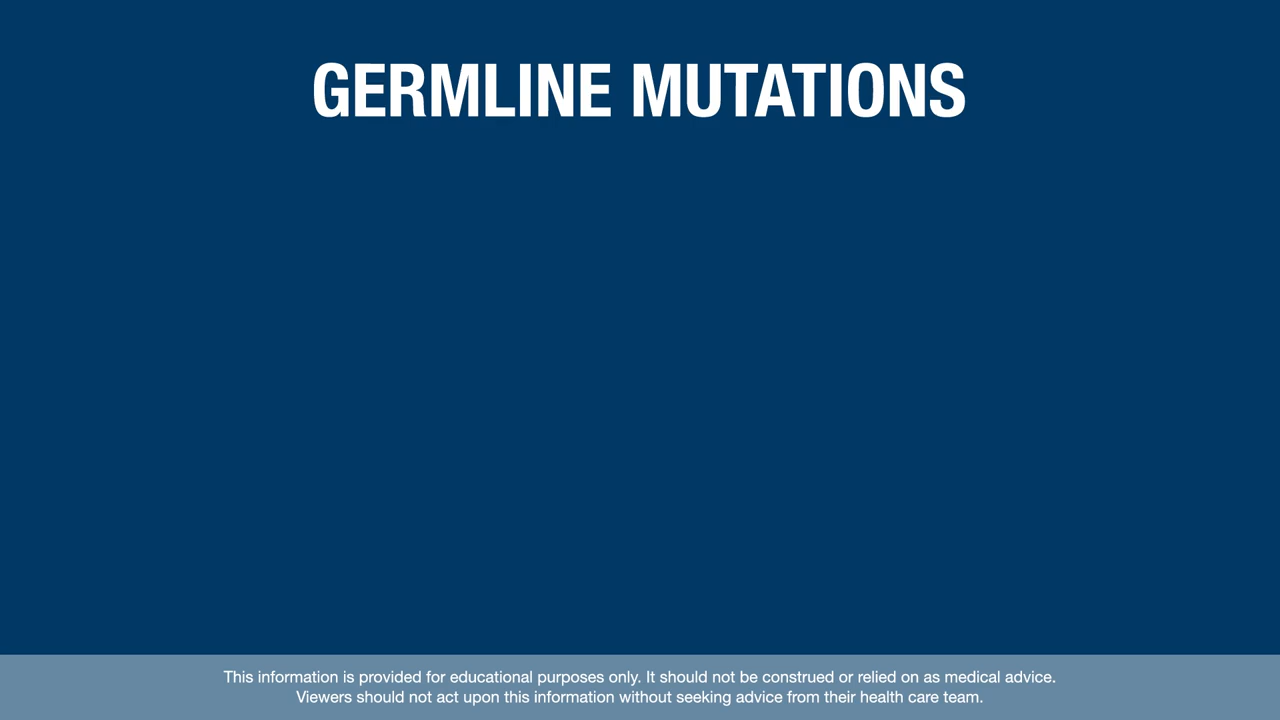 GERMLINE MUTATIONS
This information is provided for educational purposes only. It should not be construed or relied on as medical advice.
Viewers should not act upon this information without seeking advice from their health care team.